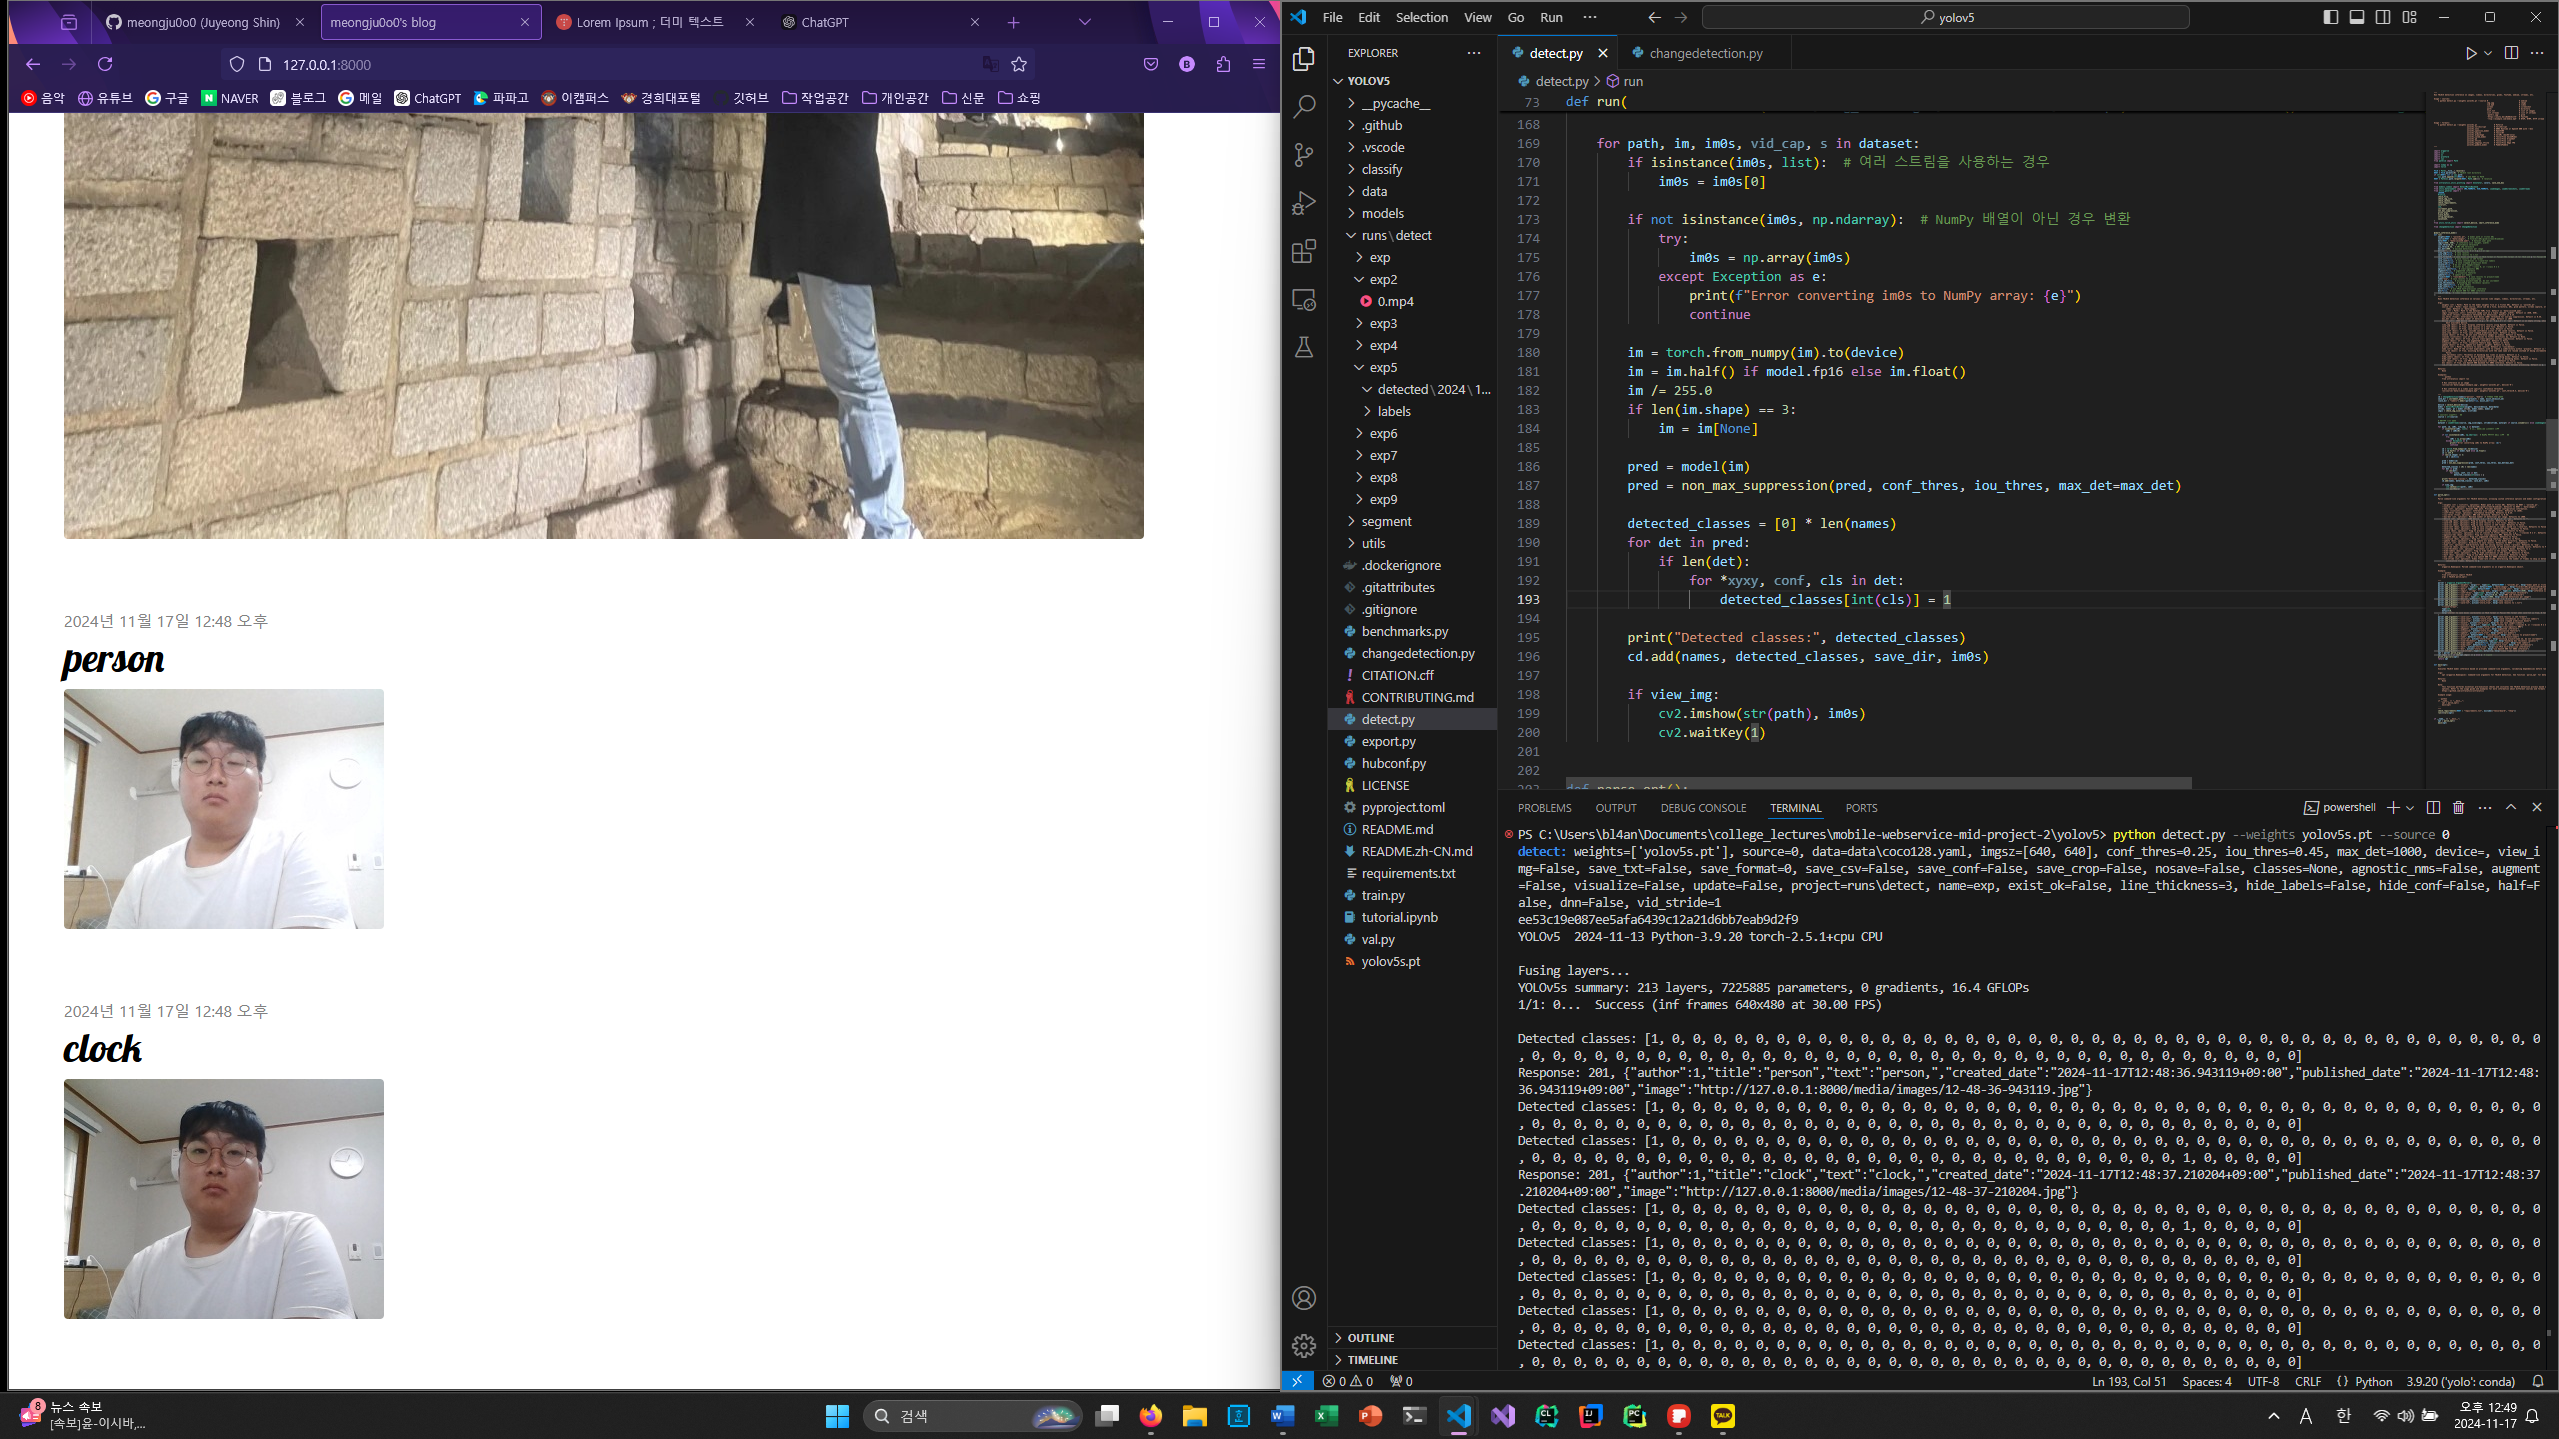 meongju0o0 (Juyeong Shin)
meongju0o0's blog
Lorem Ipsum ; 더미 텍스트
ChatGPT
127.0.0.1:8000
음악 유튜브 구글 NAVER 블로그 메일 ChatGPT 파파고 이캠퍼스 경희대포털 깃허브 작업공간 개인공간 신문 쇼핑
2024년 11월 17일 12:48 오후
person
2024년 11월 17일 12:48 오후
clock
File Edit Selection View Go Run ···
yolov5
EXPLORER
YOLOV5
__pycache__
.github
.vscode
classify
data
models
runs\detect
exp
exp2
0.mp4
exp3
exp4
exp5
detected\2024\1...
labels
exp6
exp7
exp8
exp9
segment
utils
.dockerignore
.gitattributes
.gitignore
benchmarks.py
changedetection.py
CITATION.cff
CONTRIBUTING.md
detect.py
export.py
hubconf.py
LICENSE
pyproject.toml
README.md
README.zh-CN.md
requirements.txt
train.py
tutorial.ipynb
val.py
yolov5s.pt
OUTLINE
TIMELINE
detect.py
changedetection.py
detect.py > run
73 def run(
168
169 for path, im, im0s, vid_cap, s in dataset:
170 if isinstance(im0s, list):  # 여러 스트림을 사용하는 경우
171 im0s = im0s[0]
172
173 if not isinstance(im0s, np.ndarray):  # NumPy 배열이 아닌 경우 변환
174 try:
175 im0s = np.array(im0s)
176 except Exception as e:
177 print(f"Error converting im0s to NumPy array: {e}")
178 continue
179
180 im = torch.from_numpy(im).to(device)
181 im = im.half() if model.fp16 else im.float()
182 im /= 255.0
183 if len(im.shape) == 3:
184 im = im[None]
185
186 pred = model(im)
187 pred = non_max_suppression(pred, conf_thres, iou_thres, max_det=max_det)
188
189 detected_classes = [0] * len(names)
190 for det in pred:
191 if len(det):
192 for *xyxy, conf, cls in det:
193 detected_classes[int(cls)] = 1
194
195 print("Detected classes:", detected_classes)
196 cd.add(names, detected_classes, save_dir, im0s)
197
198 if view_img:
199 cv2.imshow(str(path), im0s)
200 cv2.waitKey(1)
201
202
PROBLEMS OUTPUT DEBUG CONSOLE TERMINAL PORTS
powershell
PS C:\Users\bl4an\Documents\college_lectures\mobile-webservice-mid-project-2\yolov5> python detect.py --weights yolov5s.pt --source 0
detect: weights=['yolov5s.pt'], source=0, data=data\coco128.yaml, imgsz=[640, 640], conf_thres=0.25, iou_thres=0.45, max_det=1000, device=, view_i
mg=False, save_txt=False, save_format=0, save_csv=False, save_conf=False, save_crop=False, nosave=False, classes=None, agnostic_nms=False, augment
=False, visualize=False, update=False, project=runs\detect, name=exp, exist_ok=False, line_thickness=3, hide_labels=False, hide_conf=False, half=F
alse, dnn=False, vid_stride=1
ee53c19e087ee5afa6439c12a21d6bb7eab9d2f9
YOLOv5  2024-11-13 Python-3.9.20 torch-2.5.1+cpu CPU
Fusing layers...
YOLOv5s summary: 213 layers, 7225885 parameters, 0 gradients, 16.4 GFLOPs
1/1: 0...  Success (inf frames 640x480 at 30.00 FPS)
Detected classes: [1, 0, 0, 0, 0, 0, 0, 0, 0, 0, 0, 0, 0, 0, 0, 0, 0, 0, 0, 0, 0, 0, 0, 0, 0, 0, 0, 0, 0, 0, 0, 0, 0, 0, 0, 0, 0, 0, 0, 0, 0, 0, 0
, 0, 0, 0, 0, 0, 0, 0, 0, 0, 0, 0, 0, 0, 0, 0, 0, 0, 0, 0, 0, 0, 0, 0, 0, 0, 0, 0, 0, 0, 0, 0, 0, 0, 0, 0, 0, 0]
Response: 201, {"author":1,"title":"person","text":"person,","created_date":"2024-11-17T12:48:36.943119+09:00","published_date":"2024-11-17T12:48:
36.943119+09:00","image":"http://127.0.0.1:8000/media/images/12-48-36-943119.jpg"}
Detected classes: [1, 0, 0, 0, 0, 0, 0, 0, 0, 0, 0, 0, 0, 0, 0, 0, 0, 0, 0, 0, 0, 0, 0, 0, 0, 0, 0, 0, 0, 0, 0, 0, 0, 0, 0, 0, 0, 0, 0, 0, 0, 0, 0
, 0, 0, 0, 0, 0, 0, 0, 0, 0, 0, 0, 0, 0, 0, 0, 0, 0, 0, 0, 0, 0, 0, 0, 0, 0, 0, 0, 0, 0, 0, 0, 0, 0, 0, 0, 0, 0]
Detected classes: [1, 0, 0, 0, 0, 0, 0, 0, 0, 0, 0, 0, 0, 0, 0, 0, 0, 0, 0, 0, 0, 0, 0, 0, 0, 0, 0, 0, 0, 0, 0, 0, 0, 0, 0, 0, 0, 0, 0, 0, 0, 0, 0
, 0, 0, 0, 0, 0, 0, 0, 0, 0, 0, 0, 0, 0, 0, 0, 0, 0, 0, 0, 0, 0, 0, 0, 0, 0, 0, 0, 0, 0, 0, 0, 1, 0, 0, 0, 0, 0]
Response: 201, {"author":1,"title":"clock","text":"clock,","created_date":"2024-11-17T12:48:37.210204+09:00","published_date":"2024-11-17T12:48:37
.210204+09:00","image":"http://127.0.0.1:8000/media/images/12-48-37-210204.jpg"}
Detected classes: [1, 0, 0, 0, 0, 0, 0, 0, 0, 0, 0, 0, 0, 0, 0, 0, 0, 0, 0, 0, 0, 0, 0, 0, 0, 0, 0, 0, 0, 0, 0, 0, 0, 0, 0, 0, 0, 0, 0, 0, 0, 0, 0
, 0, 0, 0, 0, 0, 0, 0, 0, 0, 0, 0, 0, 0, 0, 0, 0, 0, 0, 0, 0, 0, 0, 0, 0, 0, 0, 0, 0, 0, 0, 0, 1, 0, 0, 0, 0, 0]
Detected classes: [1, 0, 0, 0, 0, 0, 0, 0, 0, 0, 0, 0, 0, 0, 0, 0, 0, 0, 0, 0, 0, 0, 0, 0, 0, 0, 0, 0, 0, 0, 0, 0, 0, 0, 0, 0, 0, 0, 0, 0, 0, 0, 0
, 0, 0, 0, 0, 0, 0, 0, 0, 0, 0, 0, 0, 0, 0, 0, 0, 0, 0, 0, 0, 0, 0, 0, 0, 0, 0, 0, 0, 0, 0, 0, 0, 0, 0, 0, 0, 0]
Detected classes: [1, 0, 0, 0, 0, 0, 0, 0, 0, 0, 0, 0, 0, 0, 0, 0, 0, 0, 0, 0, 0, 0, 0, 0, 0, 0, 0, 0, 0, 0, 0, 0, 0, 0, 0, 0, 0, 0, 0, 0, 0, 0, 0
, 0, 0, 0, 0, 0, 0, 0, 0, 0, 0, 0, 0, 0, 0, 0, 0, 0, 0, 0, 0, 0, 0, 0, 0, 0, 0, 0, 0, 0, 0, 0, 0, 0, 0, 0, 0, 0]
Detected classes: [1, 0, 0, 0, 0, 0, 0, 0, 0, 0, 0, 0, 0, 0, 0, 0, 0, 0, 0, 0, 0, 0, 0, 0, 0, 0, 0, 0, 0, 0, 0, 0, 0, 0, 0, 0, 0, 0, 0, 0, 0, 0, 0
, 0, 0, 0, 0, 0, 0, 0, 0, 0, 0, 0, 0, 0, 0, 0, 0, 0, 0, 0, 0, 0, 0, 0, 0, 0, 0, 0, 0, 0, 0, 0, 0, 0, 0, 0, 0, 0]
Detected classes: [1, 0, 0, 0, 0, 0, 0, 0, 0, 0, 0, 0, 0, 0, 0, 0, 0, 0, 0, 0, 0, 0, 0, 0, 0, 0, 0, 0, 0, 0, 0, 0, 0, 0, 0, 0, 0, 0, 0, 0, 0, 0, 0
, 0, 0, 0, 0, 0, 0, 0, 0, 0, 0, 0, 0, 0, 0, 0, 0, 0, 0, 0, 0, 0, 0, 0, 0, 0, 0, 0, 0, 0, 0, 0, 0, 0, 0, 0, 0, 0]
0 0 0
Ln 193, Col 51 Spaces: 4 UTF-8 CRLF {} Python 3.9.20 ('yolo': conda)
8
뉴스 속보
[속보]윤-이시바,...
검색
A 한
오후 12:49
2024-11-17